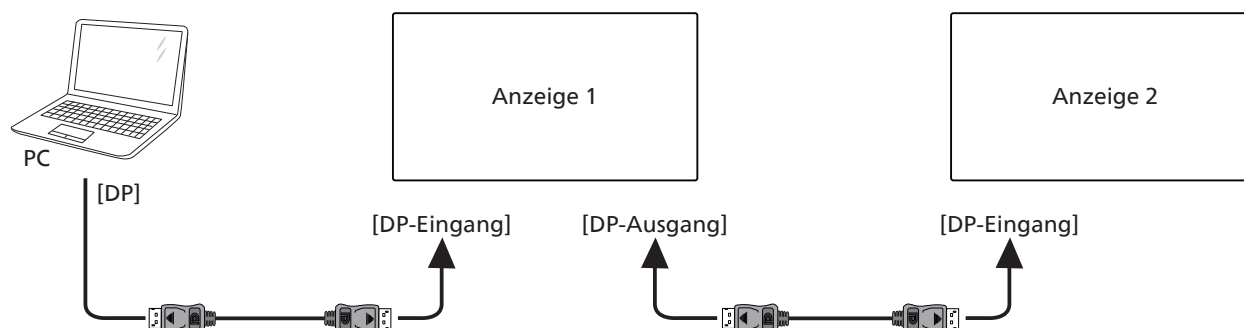 Anzeige 1
Anzeige 2
PC
[DP]
[DP-Eingang]
[DP-Ausgang]
[DP-Eingang]